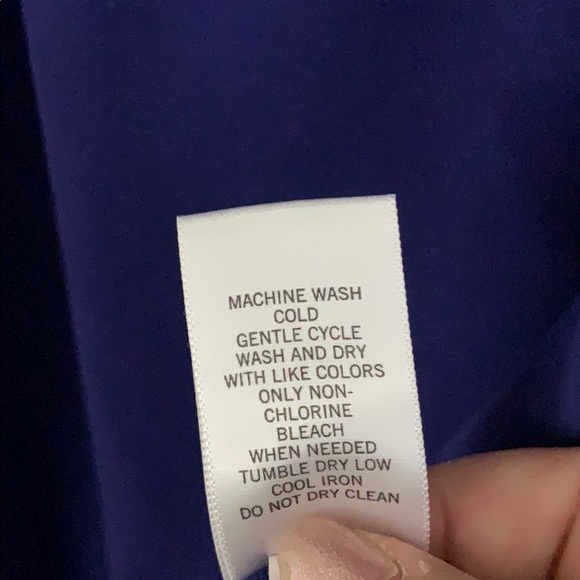 MACHINE WASH
COLD
GENTLE CYCLE
WASH AND DRY
WITH LIKE COLORS
ONLY NON-
CHLORINE
BLEACH
WHEN NEEDED
TUMBLE DRY LOW
COOL IRON
DO NOT DRY CLEAN